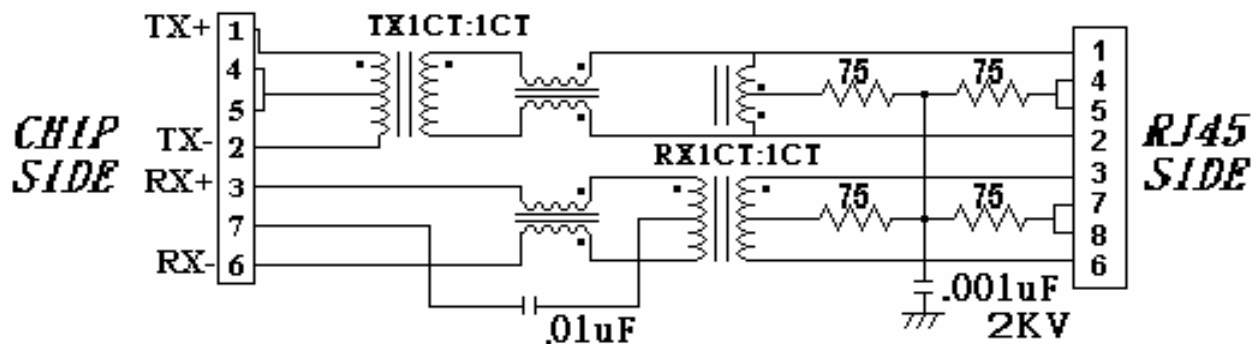 TX+ 1 TX1CT:1CT 1
4 75 75 4
5 5
CHIP SIDE
TX- 2 2
RJ45 SIDE
RX+ 3 RX1CT:1CT 3
75 75 7
7 8
RX- 6 6
.01uF .001uF
2KV